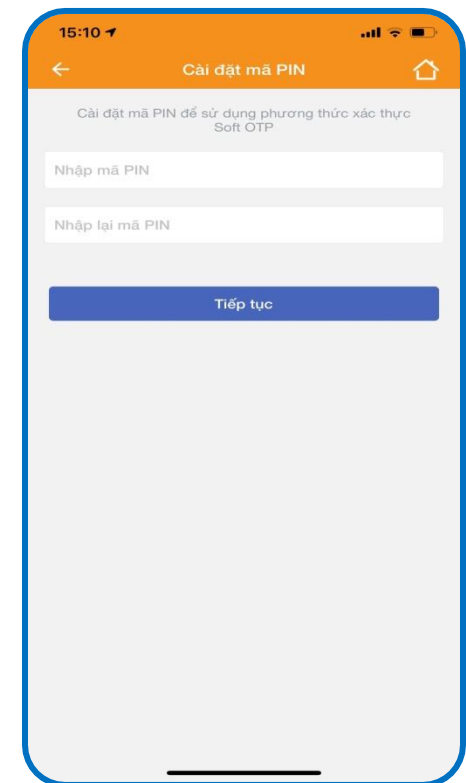 15:10
Cài đặt mã PIN
Cài đặt mã PIN để sử dụng phương thức xác thực
Soft OTP
Nhập mã PIN
Nhập lại mã PIN
Tiếp tục